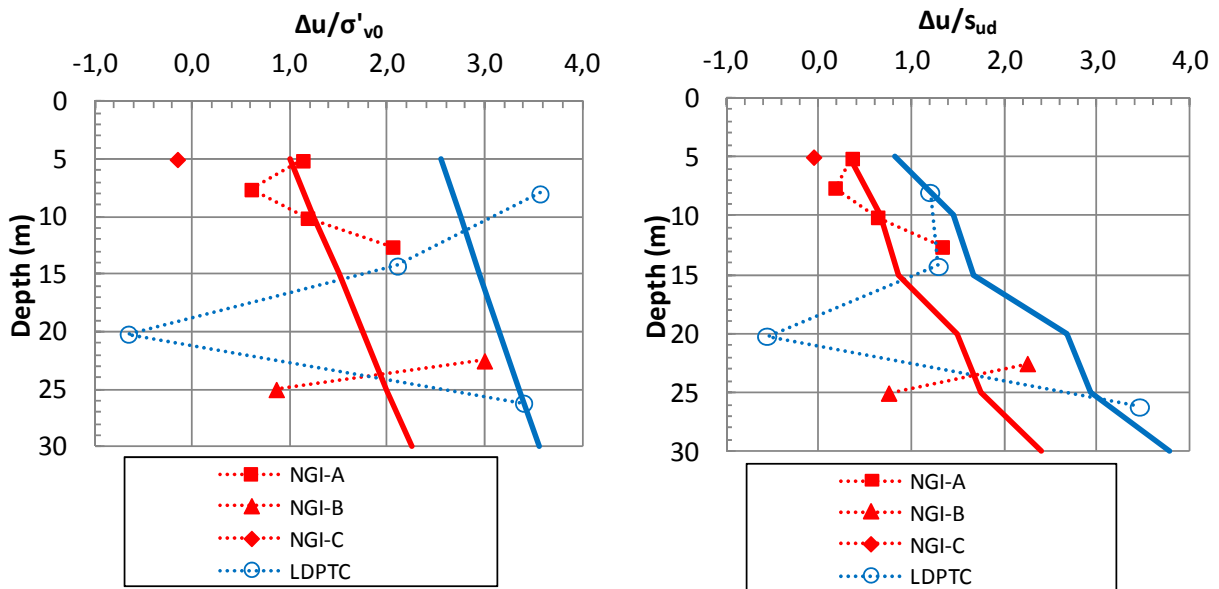 Δu/σ'v0
-1,0 0,0 1,0 2,0 3,0 4,0
0
5
10
15
20
25
30
Depth (m)
NGI-A
NGI-B
NGI-C
LDPTC
Δu/sud
-1,0 0,0 1,0 2,0 3,0 4,0
0
5
10
15
20
25
30
Depth (m)
NGI-A
NGI-B
NGI-C
LDPTC